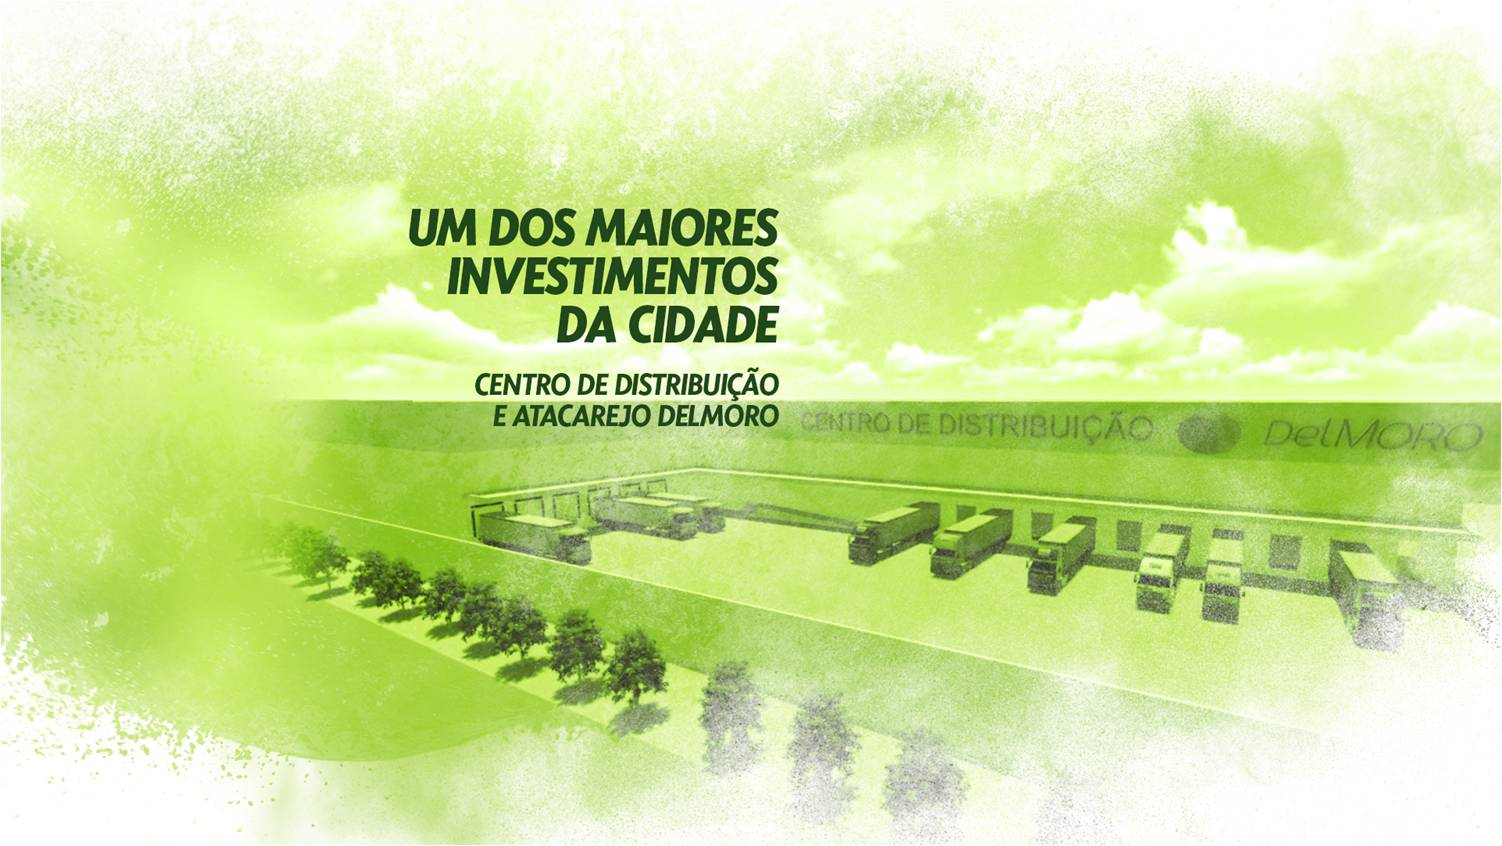 UM DOS MAIORES
INVESTIMENTOS
DA CIDADE
CENTRO DE DISTRIBUIÇÃO
E ATACAREJO DELMORO
CENTRO DE DISTRIBUIÇÃO DelMORO